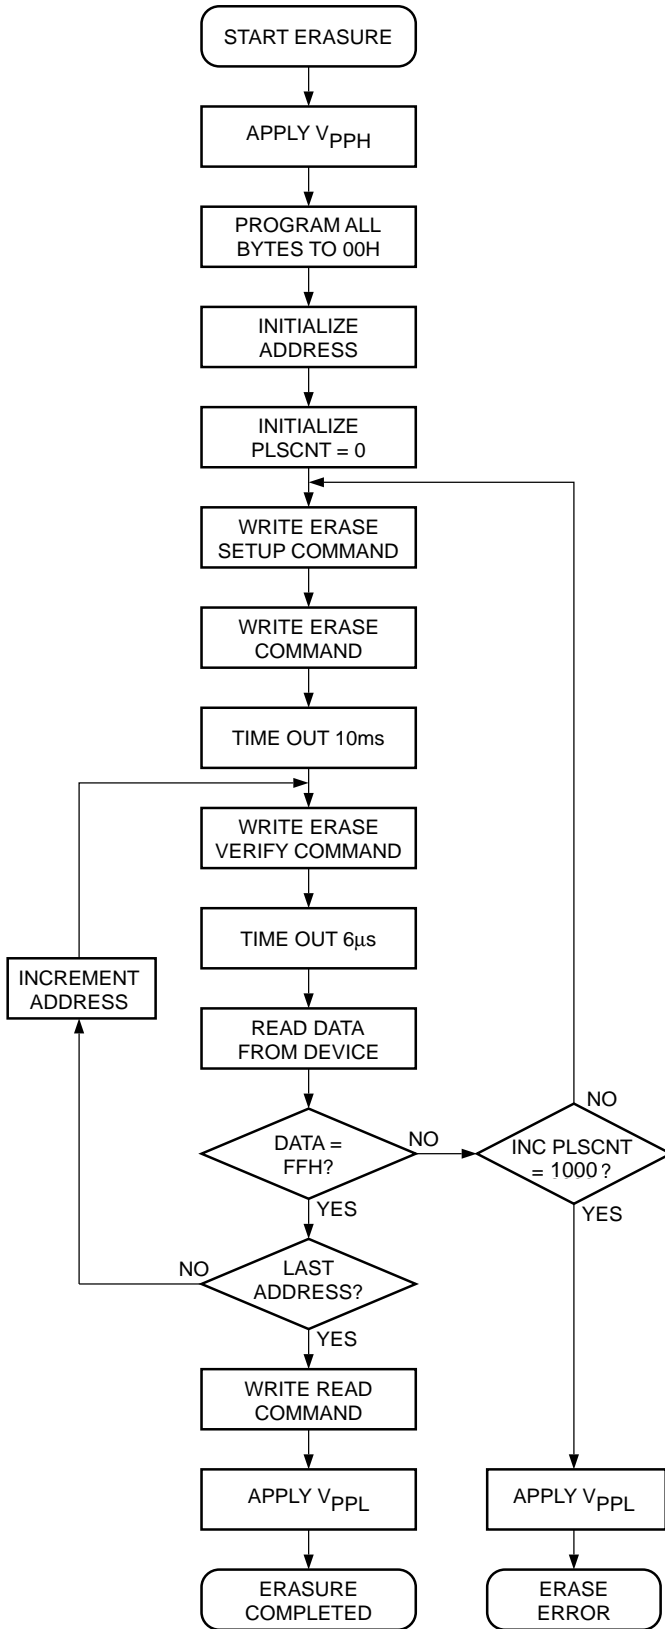 START ERASURE
APPLY VPPH
PROGRAM ALL
BYTES TO 00H
INITIALIZE
ADDRESS
INITIALIZE
PLSCNT = 0
WRITE ERASE
SETUP COMMAND
WRITE ERASE
COMMAND
TIME OUT 10ms
WRITE ERASE
VERIFY COMMAND
TIME OUT 6μs
INCREMENT
ADDRESS
READ DATA
FROM DEVICE
NO
DATA =
FFH?
NO
INC PLSCNT
= 1000 ?
YES
YES
NO
LAST
ADDRESS?
YES
WRITE READ
COMMAND
APPLY VPPL
APPLY VPPL
ERASURE
COMPLETED
ERASE
ERROR